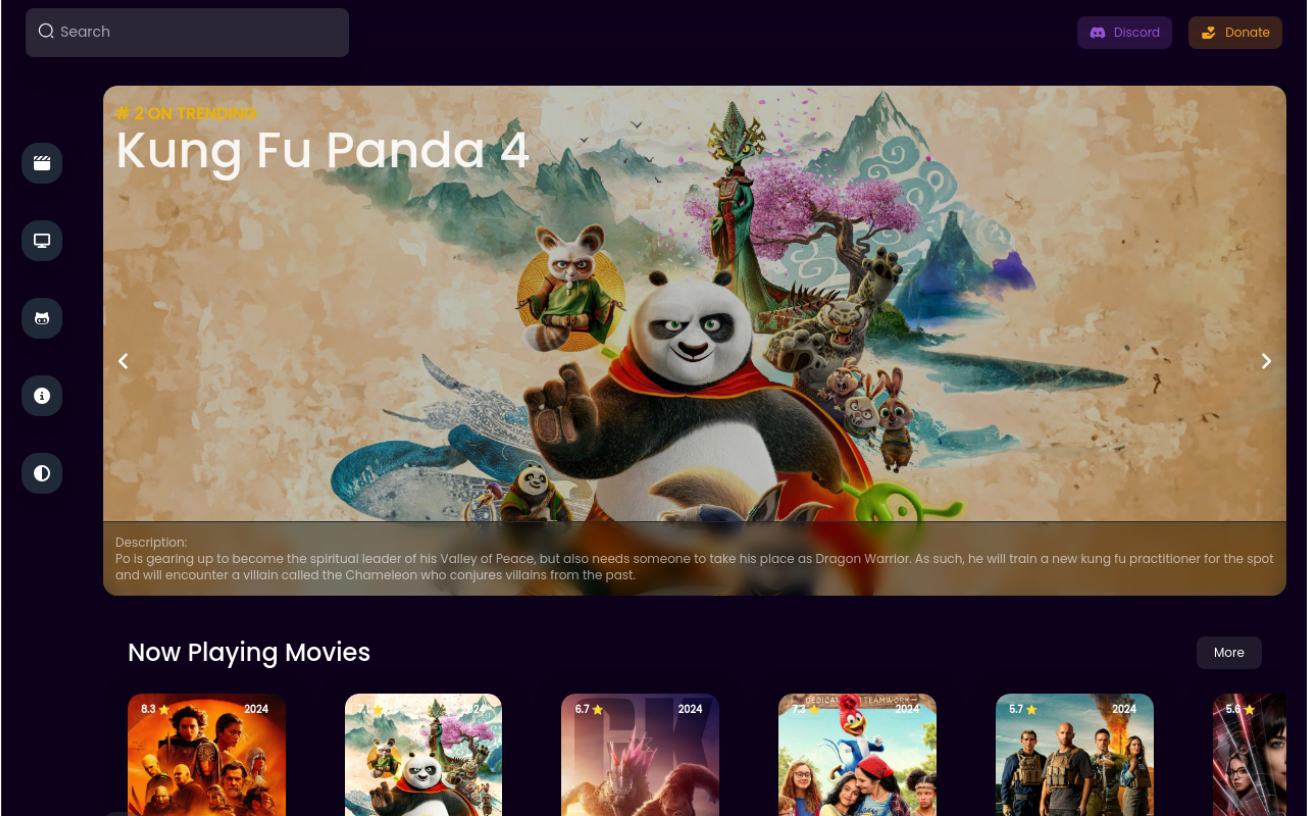 Search
Discord
Donate
# 2 ON TRENDING
Kung Fu Panda 4
Description:
Po is gearing up to become the spiritual leader of his Valley of Peace, but also needs someone to take his place as Dragon Warrior. As such, he will train a new kung fu practitioner for the spot
and will encounter a villain called the Chameleon who conjures villains from the past.
Now Playing Movies
More
8.3 ⭐ 2024
2024
6.7 ⭐ 2024
7.3 ⭐ 2024
5.7 ⭐ 2024
5.6 ⭐